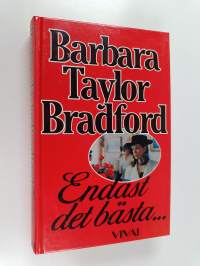 Barbara
Taylor
Bradford
Endast
det bästa...
VIVA!